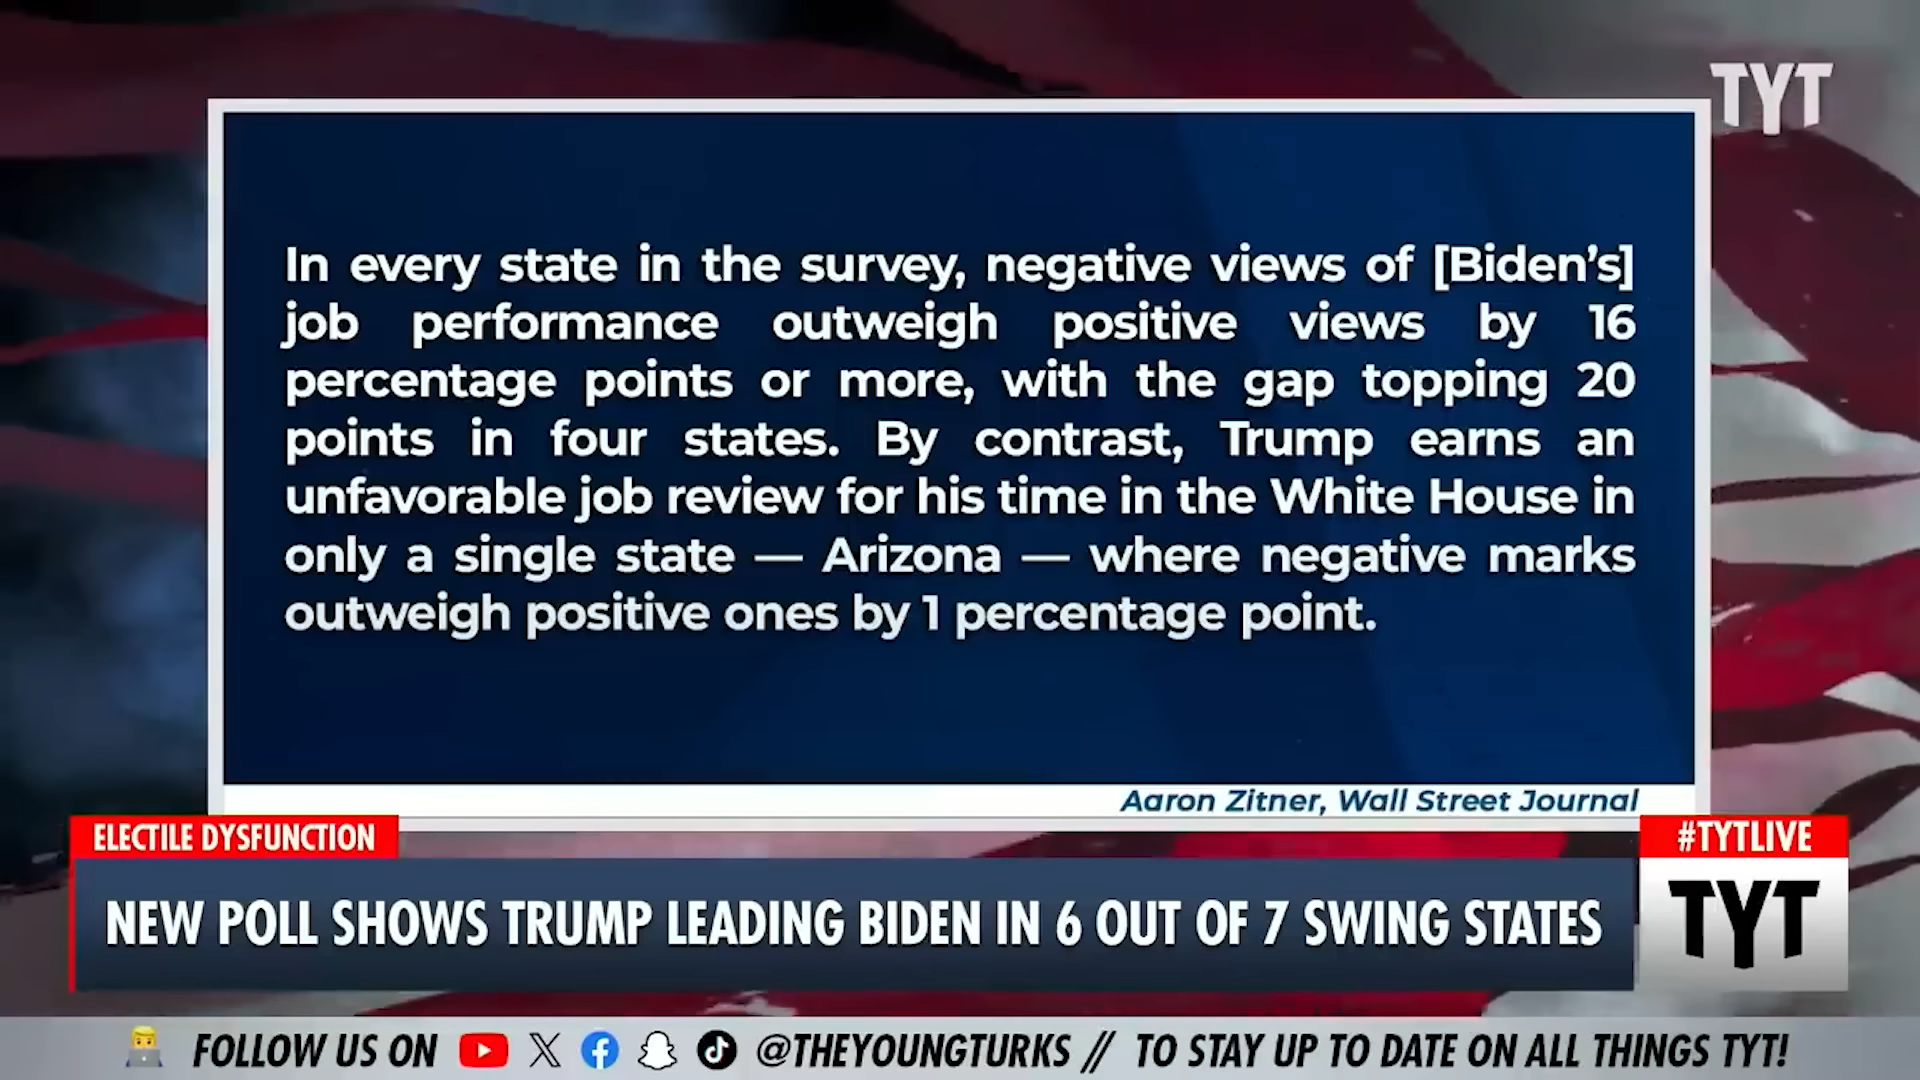 TYT
In every state in the survey, negative views of [Biden’s]
job performance outweigh positive views by 16
percentage points or more, with the gap topping 20
points in four states. By contrast, Trump earns an
unfavorable job review for his time in the White House in
only a single state — Arizona — where negative marks
outweigh positive ones by 1 percentage point.
Aaron Zitner, Wall Street Journal
ELECTILE DYSFUNCTION
#TYTLIVE
NEW POLL SHOWS TRUMP LEADING BIDEN IN 6 OUT OF 7 SWING STATES
TYT
FOLLOW US ON @THEYOUNGTURKS // TO STAY UP TO DATE ON ALL THINGS TYT!